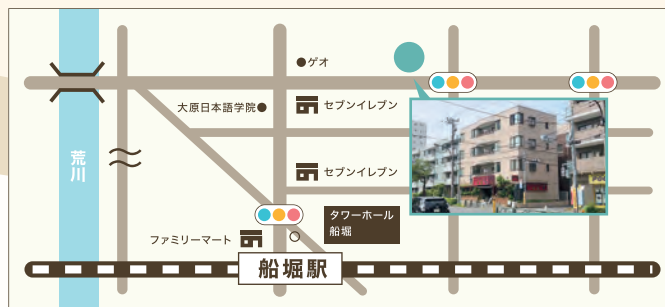 ●ゲオ
大原日本語学院●
セブンイレブン
荒川
セブンイレブン
タワーホール
船堀
ファミリーマート
船堀駅